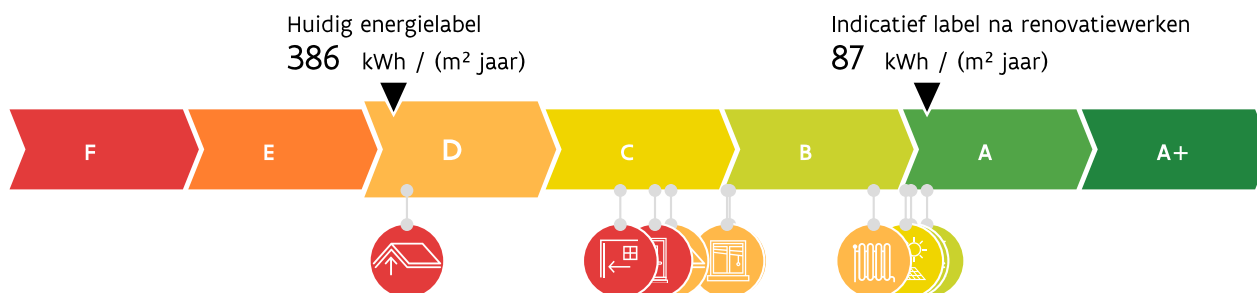 Huidig energielabel
386 kWh / (m² jaar)
Indicatief label na renovatiewerken
87 kWh / (m² jaar)
F E D C B A A+